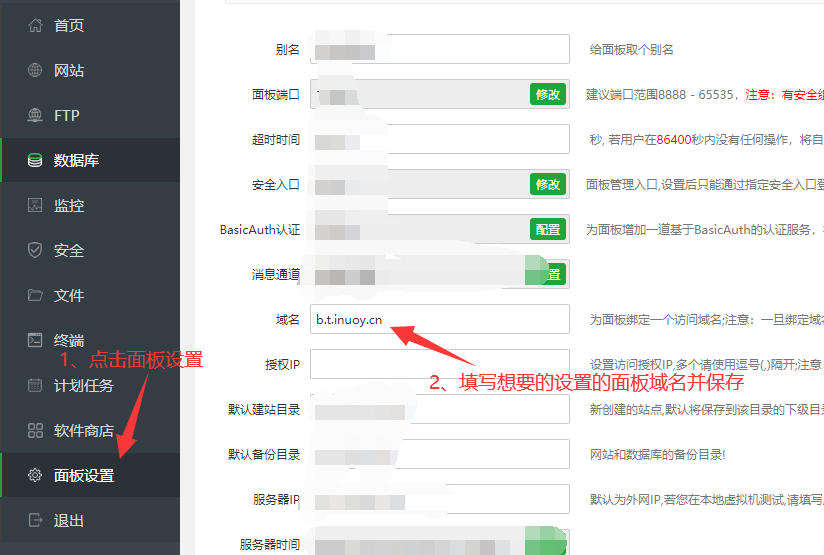 首页
网站
FTP
数据库
监控
安全
文件
终端
计划任务
软件商店
面板设置
退出
1、点击面板设置
别名 给面板取个别名
面板端口 修改 建议端口范围8888 - 65535，注意：有安全组
超时时间 秒, 若用户在86400秒内没有任何操作，将自
安全入口 修改 面板管理入口,设置后只能通过指定安全入口登
BasicAuth认证 配置 为面板增加一道基于BasicAuth的认证服务，
消息通道 置
域名 b.t.inuoy.cn 为面板绑定一个访问域名;注意：一旦绑定域名
授权IP 设置访问授权IP,多个请使用逗号(,)隔开;注意:
2、填写想要的设置的面板域名并保存
默认建站目录 新创建的站点,默认将保存到该目录的下级目录
默认备份目录 网站和数据库的备份目录!
服务器IP 默认为外网IP,若您在本地虚拟机测试,请填写
服务器时间